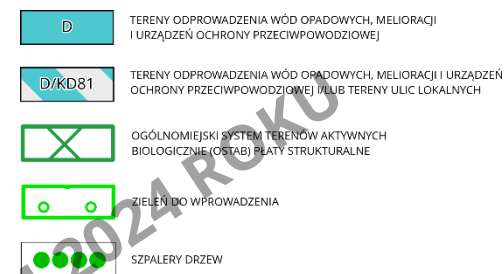 D
TERENY ODPROWADZENIA WÓD OPADOWYCH, MELIORACJI
I URZĄDZEŃ OCHRONY PRZECIWPOWODZIOWEJ
D/KD81
TERENY ODPROWADZENIA WÓD OPADOWYCH, MELIORACJI I URZĄDZEŃ
OCHRONY PRZECIWPOWODZIOWEJ I/LUB TERENY ULIC LOKALNYCH
OGÓLNOMIEJSKI SYSTEM TERENÓW AKTYWNYCH
BIOLOGICZNIE (OSTAB) PŁATY STRUKTURALNE
ZIELEŃ DO WPROWADZENIA
SZPALERY DRZEW
2024 ROKU